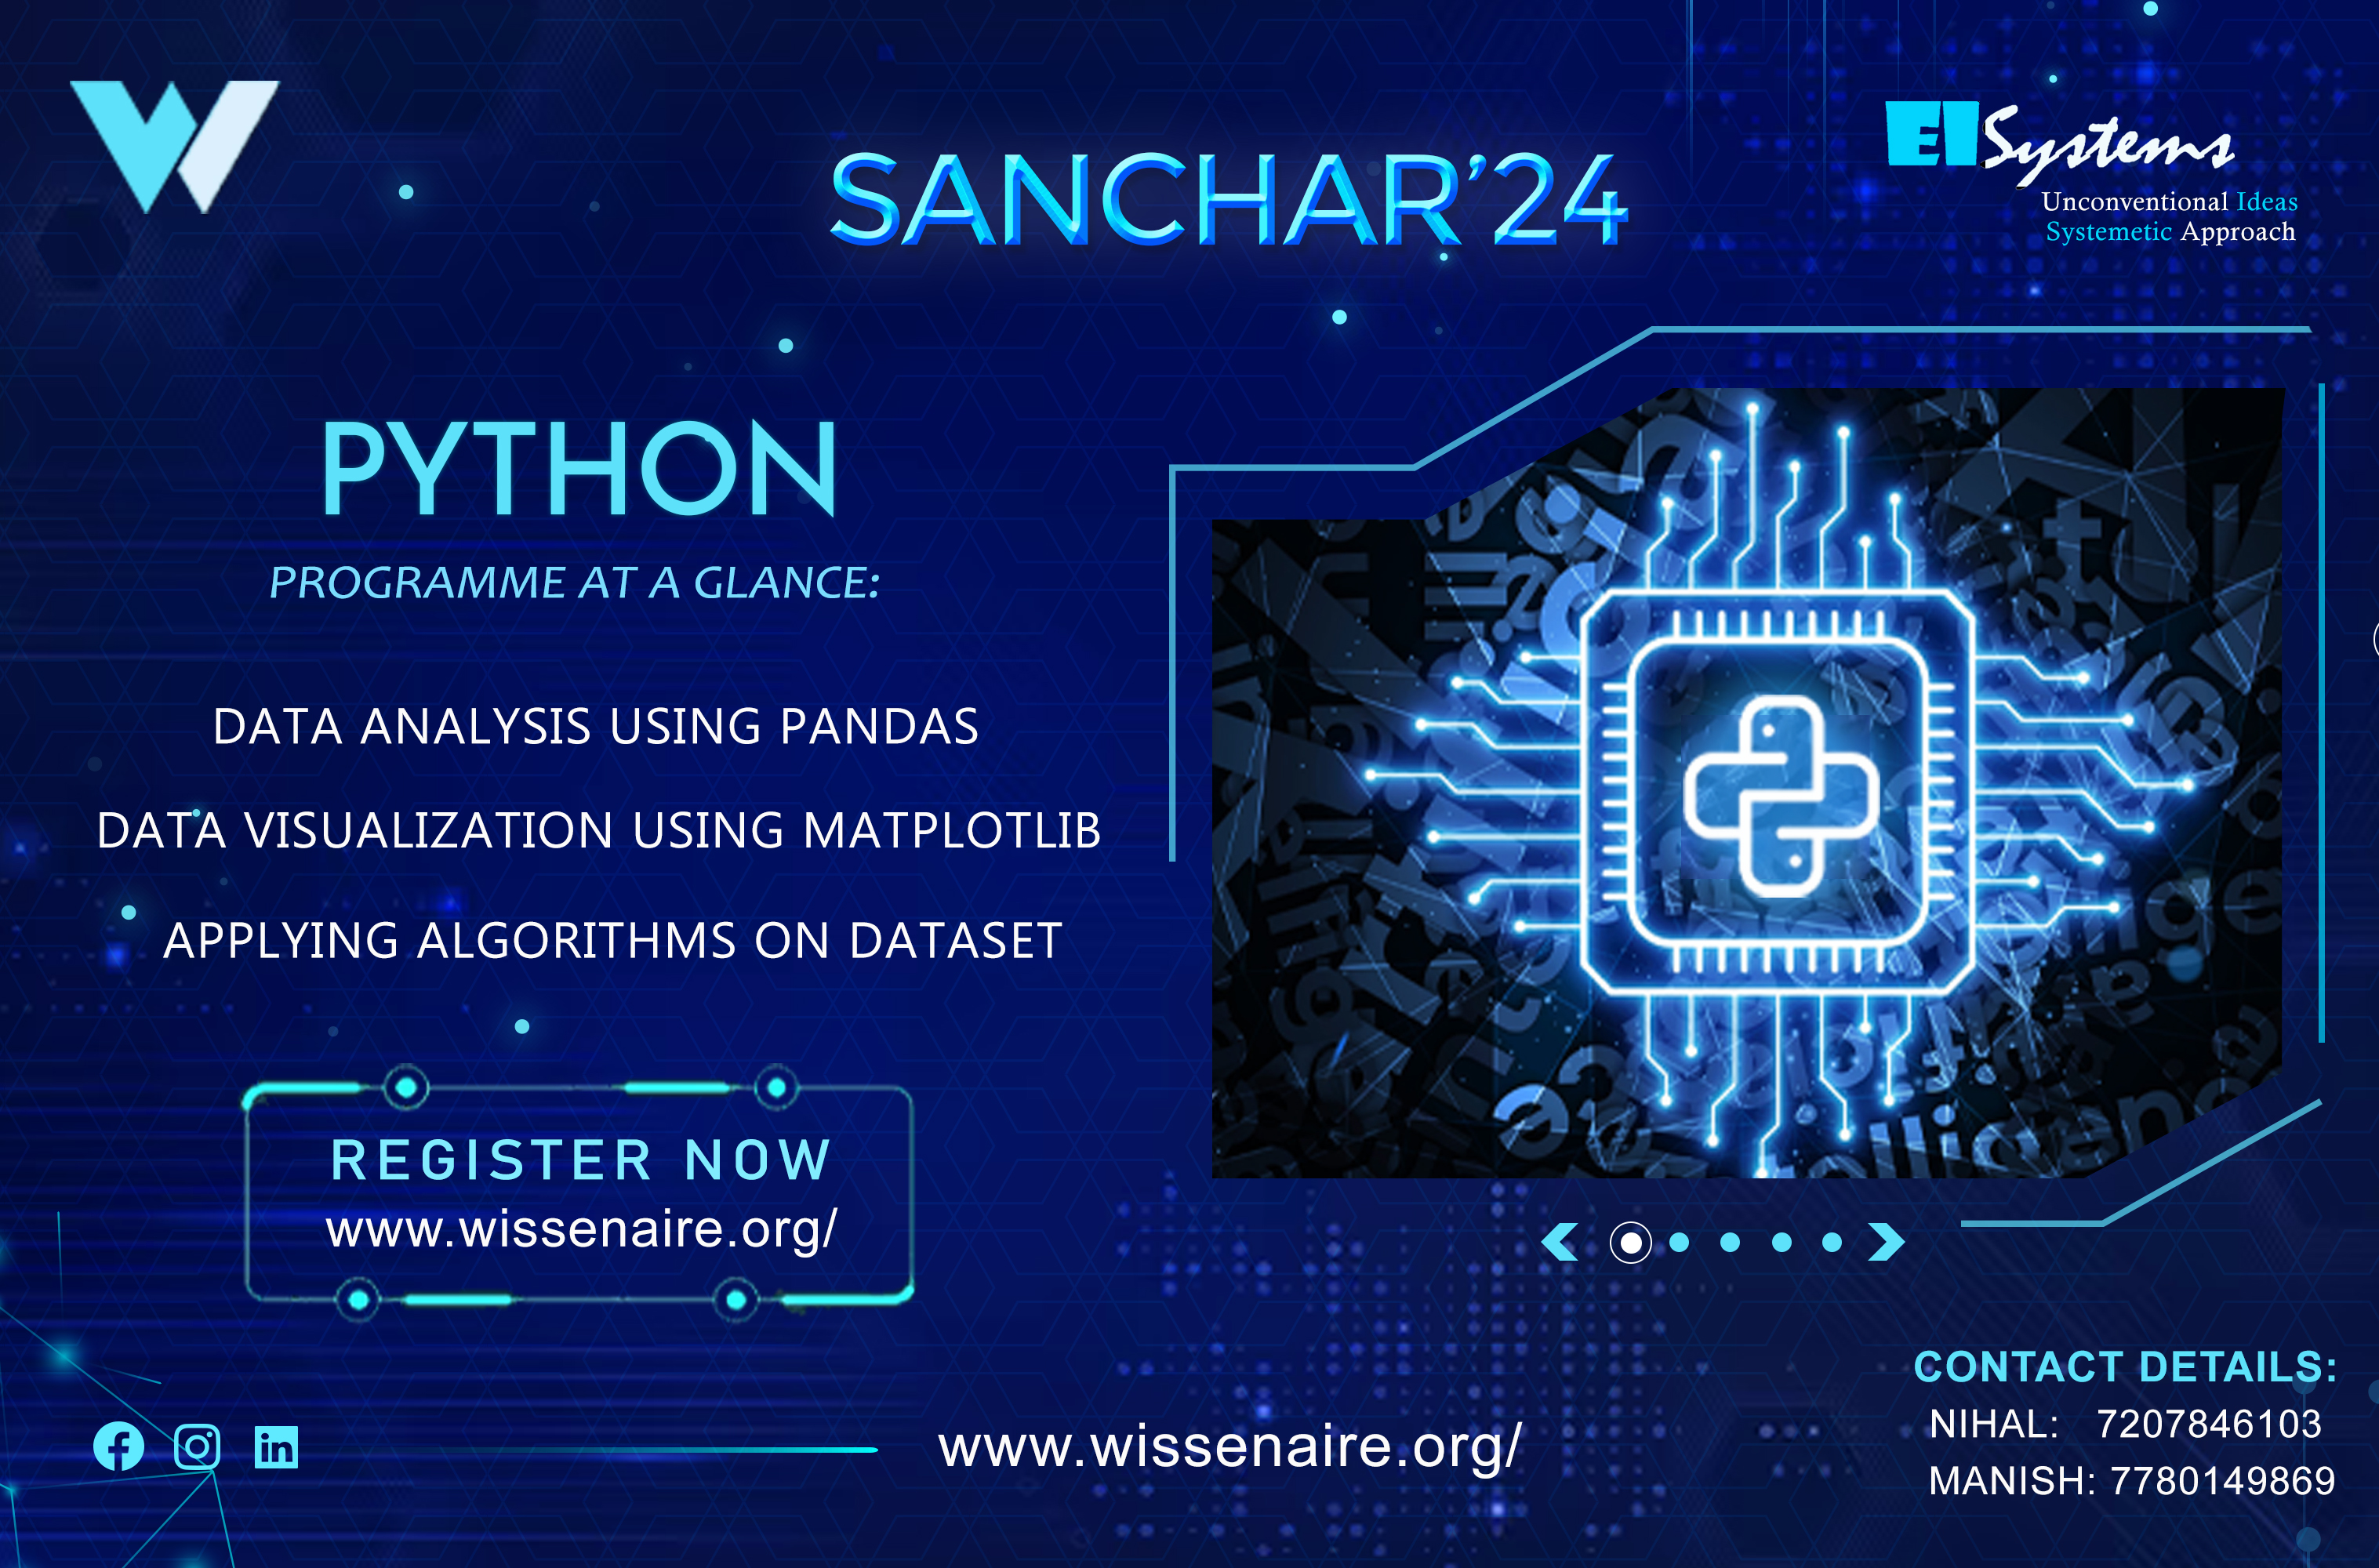 SANCHAR'24
EI Systems
Unconventional Ideas
Systemetic Approach
PYTHON
PROGRAMME AT A GLANCE:
DATA ANALYSIS USING PANDAS
DATA VISUALIZATION USING MATPLOTLIB
APPLYING ALGORITHMS ON DATASET
REGISTER NOW
www.wissenaire.org/
www.wissenaire.org/
CONTACT DETAILS:
NIHAL: 7207846103
MANISH: 7780149869